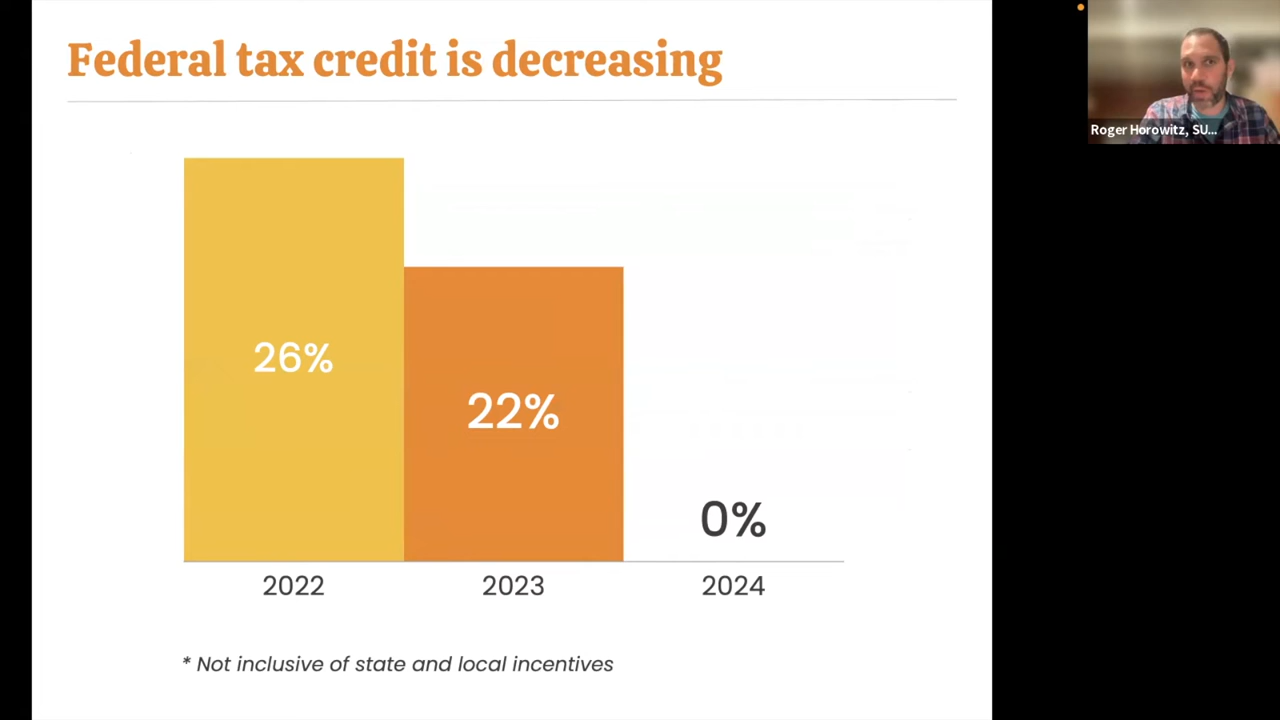 Federal tax credit is decreasing
Roger Horowitz, SU...
26%
22%
0%
2022
2023
2024
* Not inclusive of state and local incentives